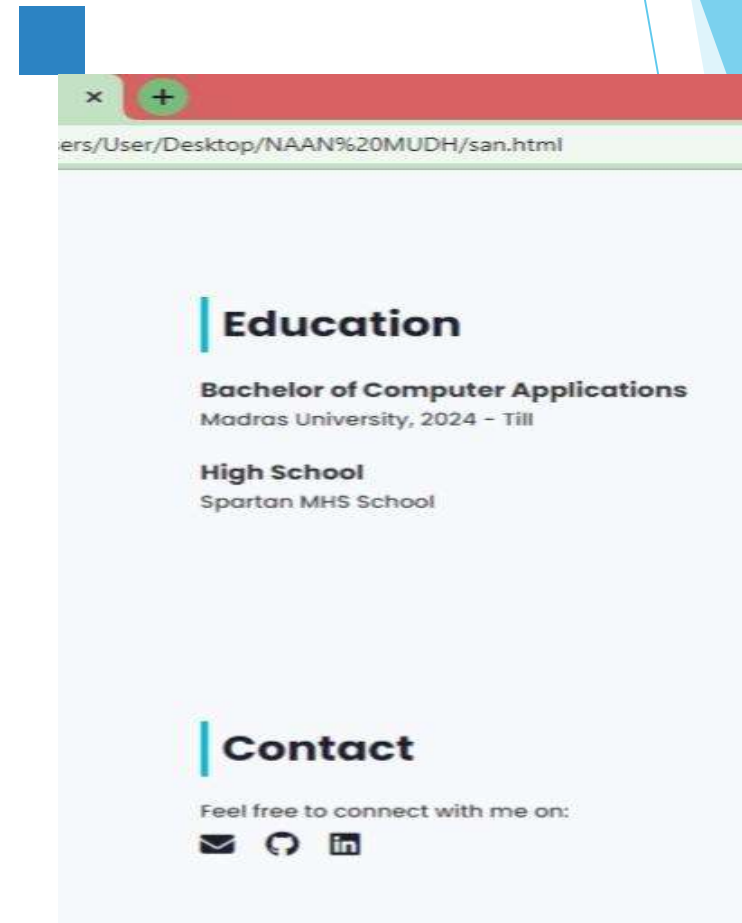 ers/User/Desktop/NAAN%20MUDH/san.html
Education
Bachelor of Computer Applications
Madras University, 2024 - Till
High School
Spartan MHS School
Contact
Feel free to connect with me on:
in